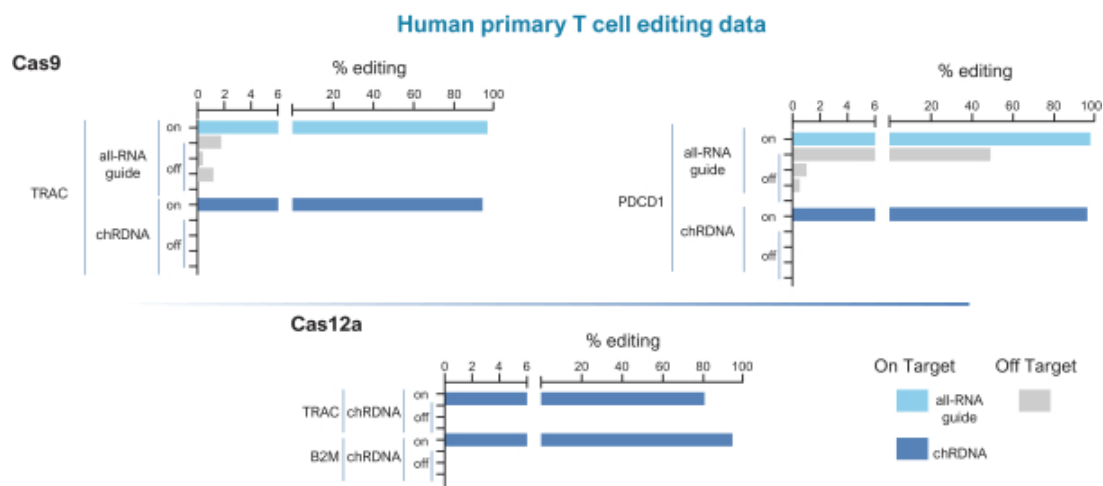 Human primary T cell editing data
Cas9
% editing
0 2 4 6 20 40 60 80 100
TRAC
all-RNA
guide
on
off
chRDNA
on
off
% editing
0 2 4 6 20 40 60 80 100
PDCD1
all-RNA
guide
on
off
chRDNA
on
off
Cas12a
% editing
0 2 4 6 20 40 60 80 100
TRAC chRDNA on
off
B2M chRDNA on
off
On Target Off Target
all-RNA
guide
chRDNA